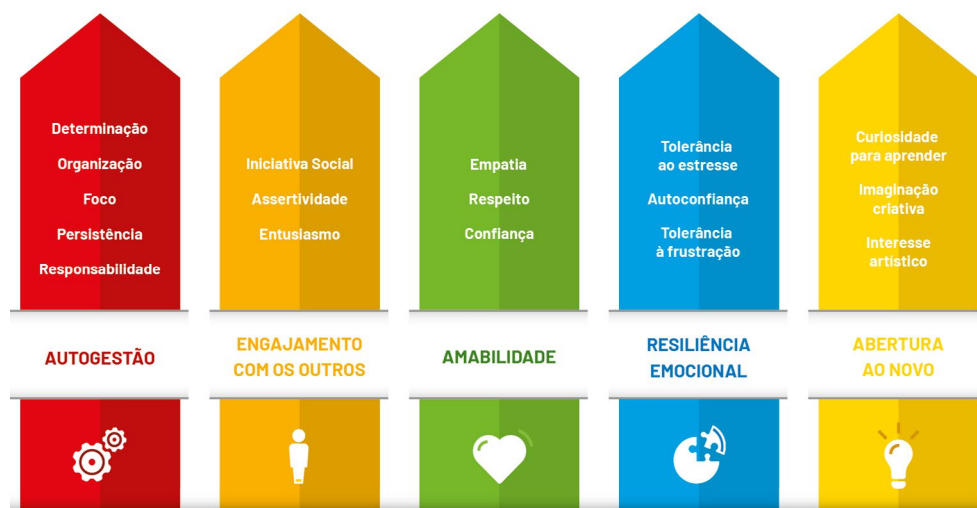 Determinação
Organização
Foco
Persistência
Responsabilidade
AUTOGESTÃO
Iniciativa Social
Assertividade
Entusiasmo
ENGAJAMENTO
COM OS OUTROS
Empatia
Respeito
Confiança
AMABILIDADE
Tolerância
ao estresse
Autoconfiança
Tolerância
à frustração
RESILIÊNCIA
EMOCIONAL
Curiosidade
para aprender
Imaginação
criativa
Interesse
artístico
ABERTURA
AO NOVO